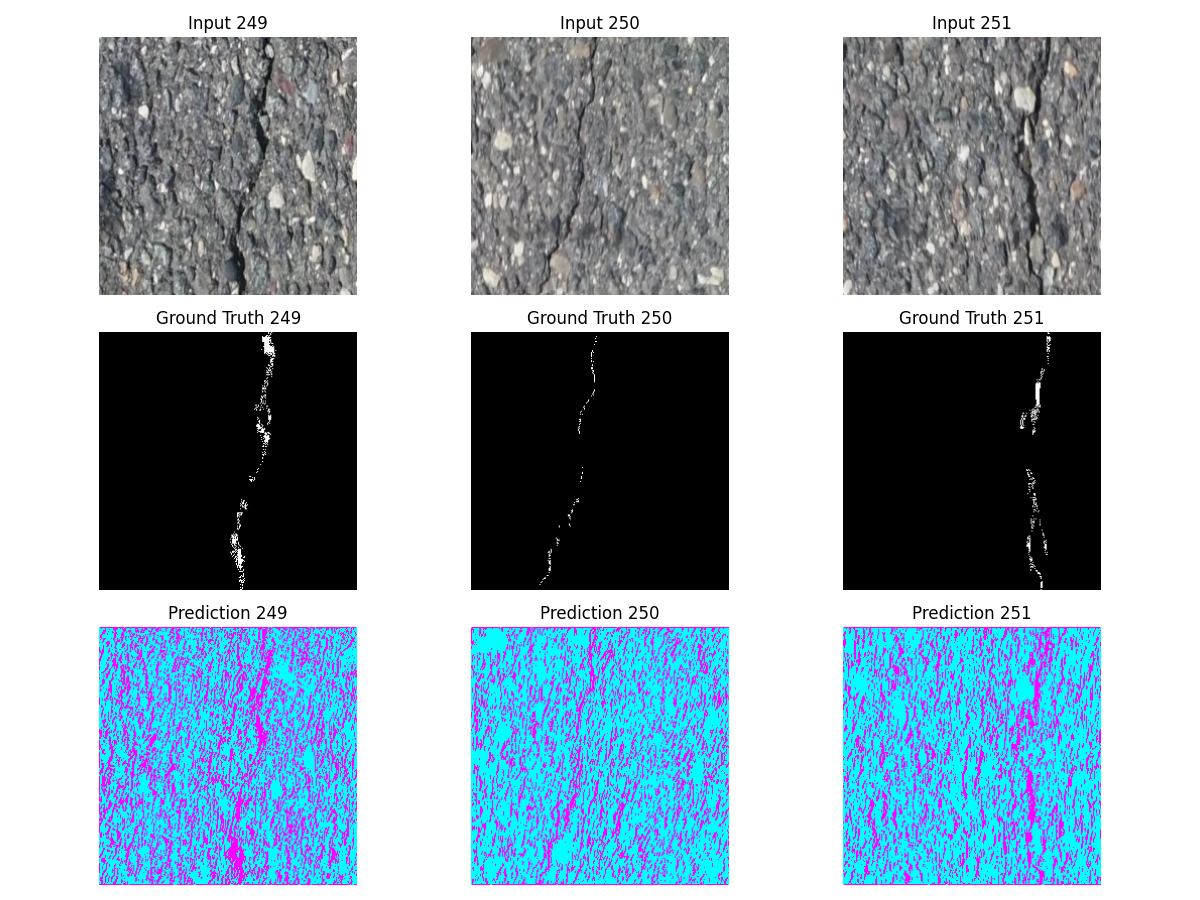 Input 249
Input 250
Input 251
Ground Truth 249
Ground Truth 250
Ground Truth 251
Prediction 249
Prediction 250
Prediction 251